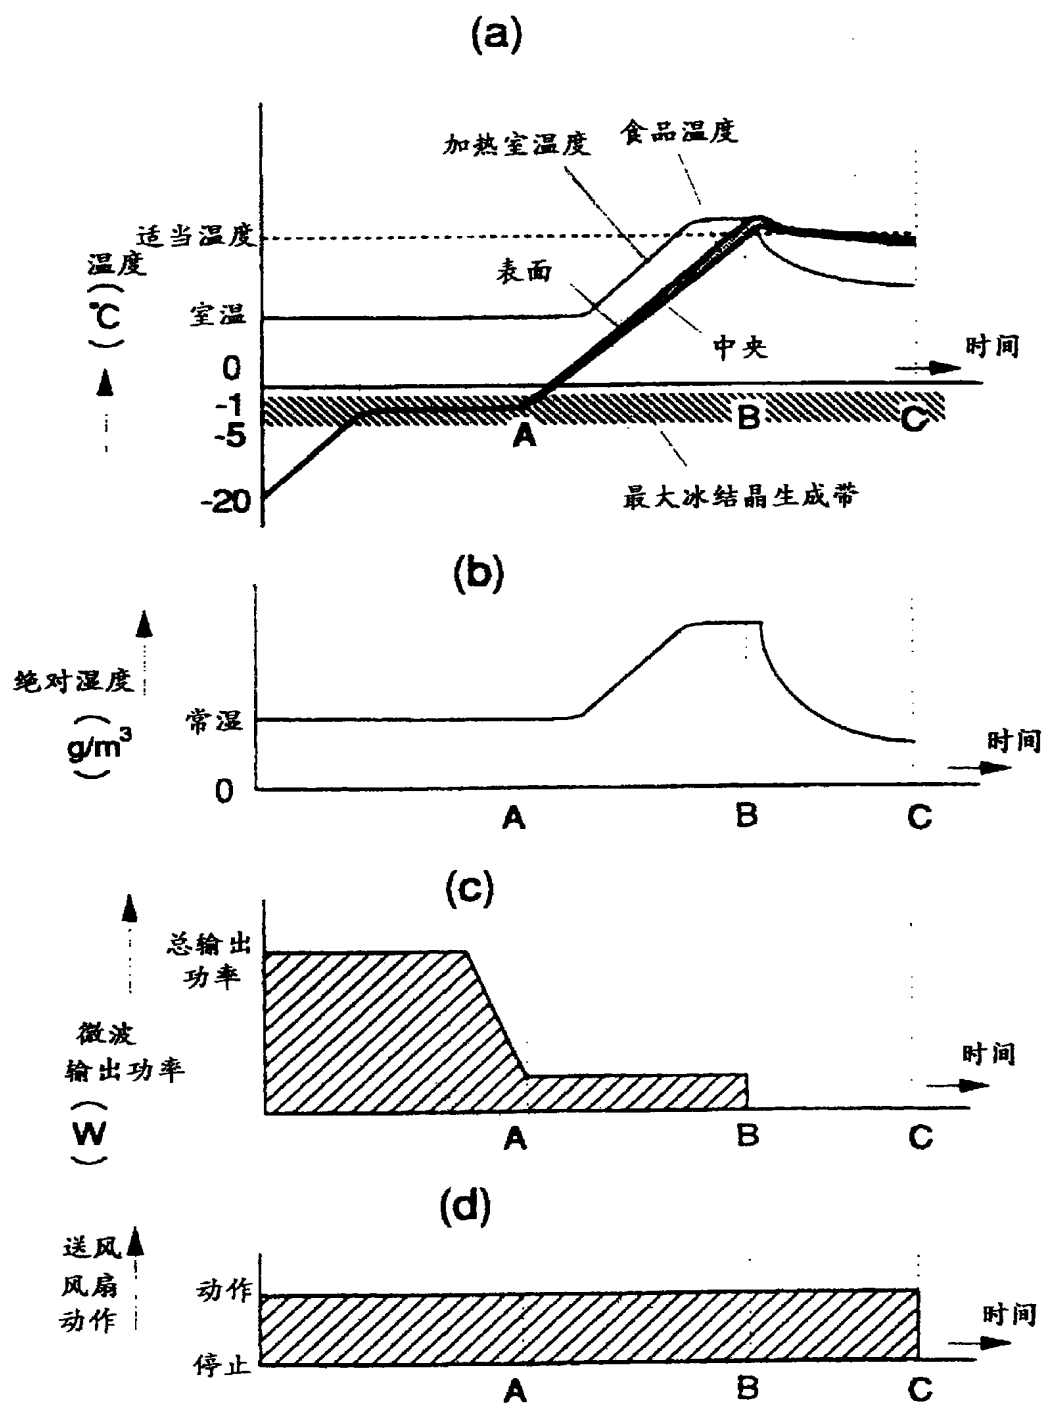 (a)
加热室温度
食品温度
适当温度
温度
(℃)
表面
室温
中央
时间
0
-1
-5
A
B
C
-20
最大冰结晶生成带
(b)
绝对湿度
(g/m³)
常湿
时间
0
A
B
C
(c)
总输出
功率
微波
输出功率
(W)
时间
A
B
C
(d)
送风
风扇
动作
动作
时间
停止
A
B
C